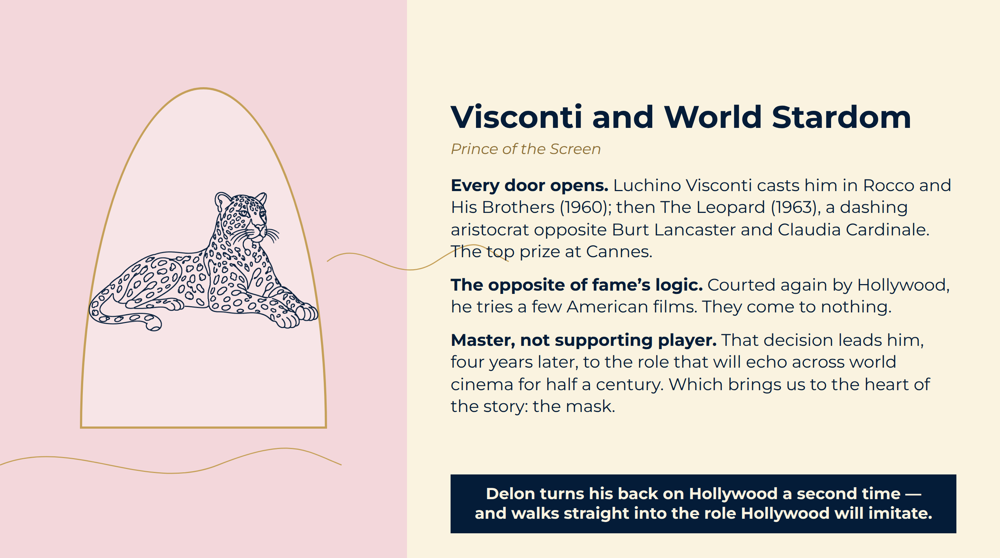 Visconti and World Stardom
Prince of the Screen
Every door opens. Luchino Visconti casts him in Rocco and
His Brothers (1960); then The Leopard (1963), a dashing
aristocrat opposite Burt Lancaster and Claudia Cardinale.
The top prize at Cannes.
The opposite of fame’s logic. Courted again by Hollywood,
he tries a few American films. They come to nothing.
Master, not supporting player. That decision leads him,
four years later, to the role that will echo across world
cinema for half a century. Which brings us to the heart of
the story: the mask.
Delon turns his back on Hollywood a second time —
and walks straight into the role Hollywood will imitate.